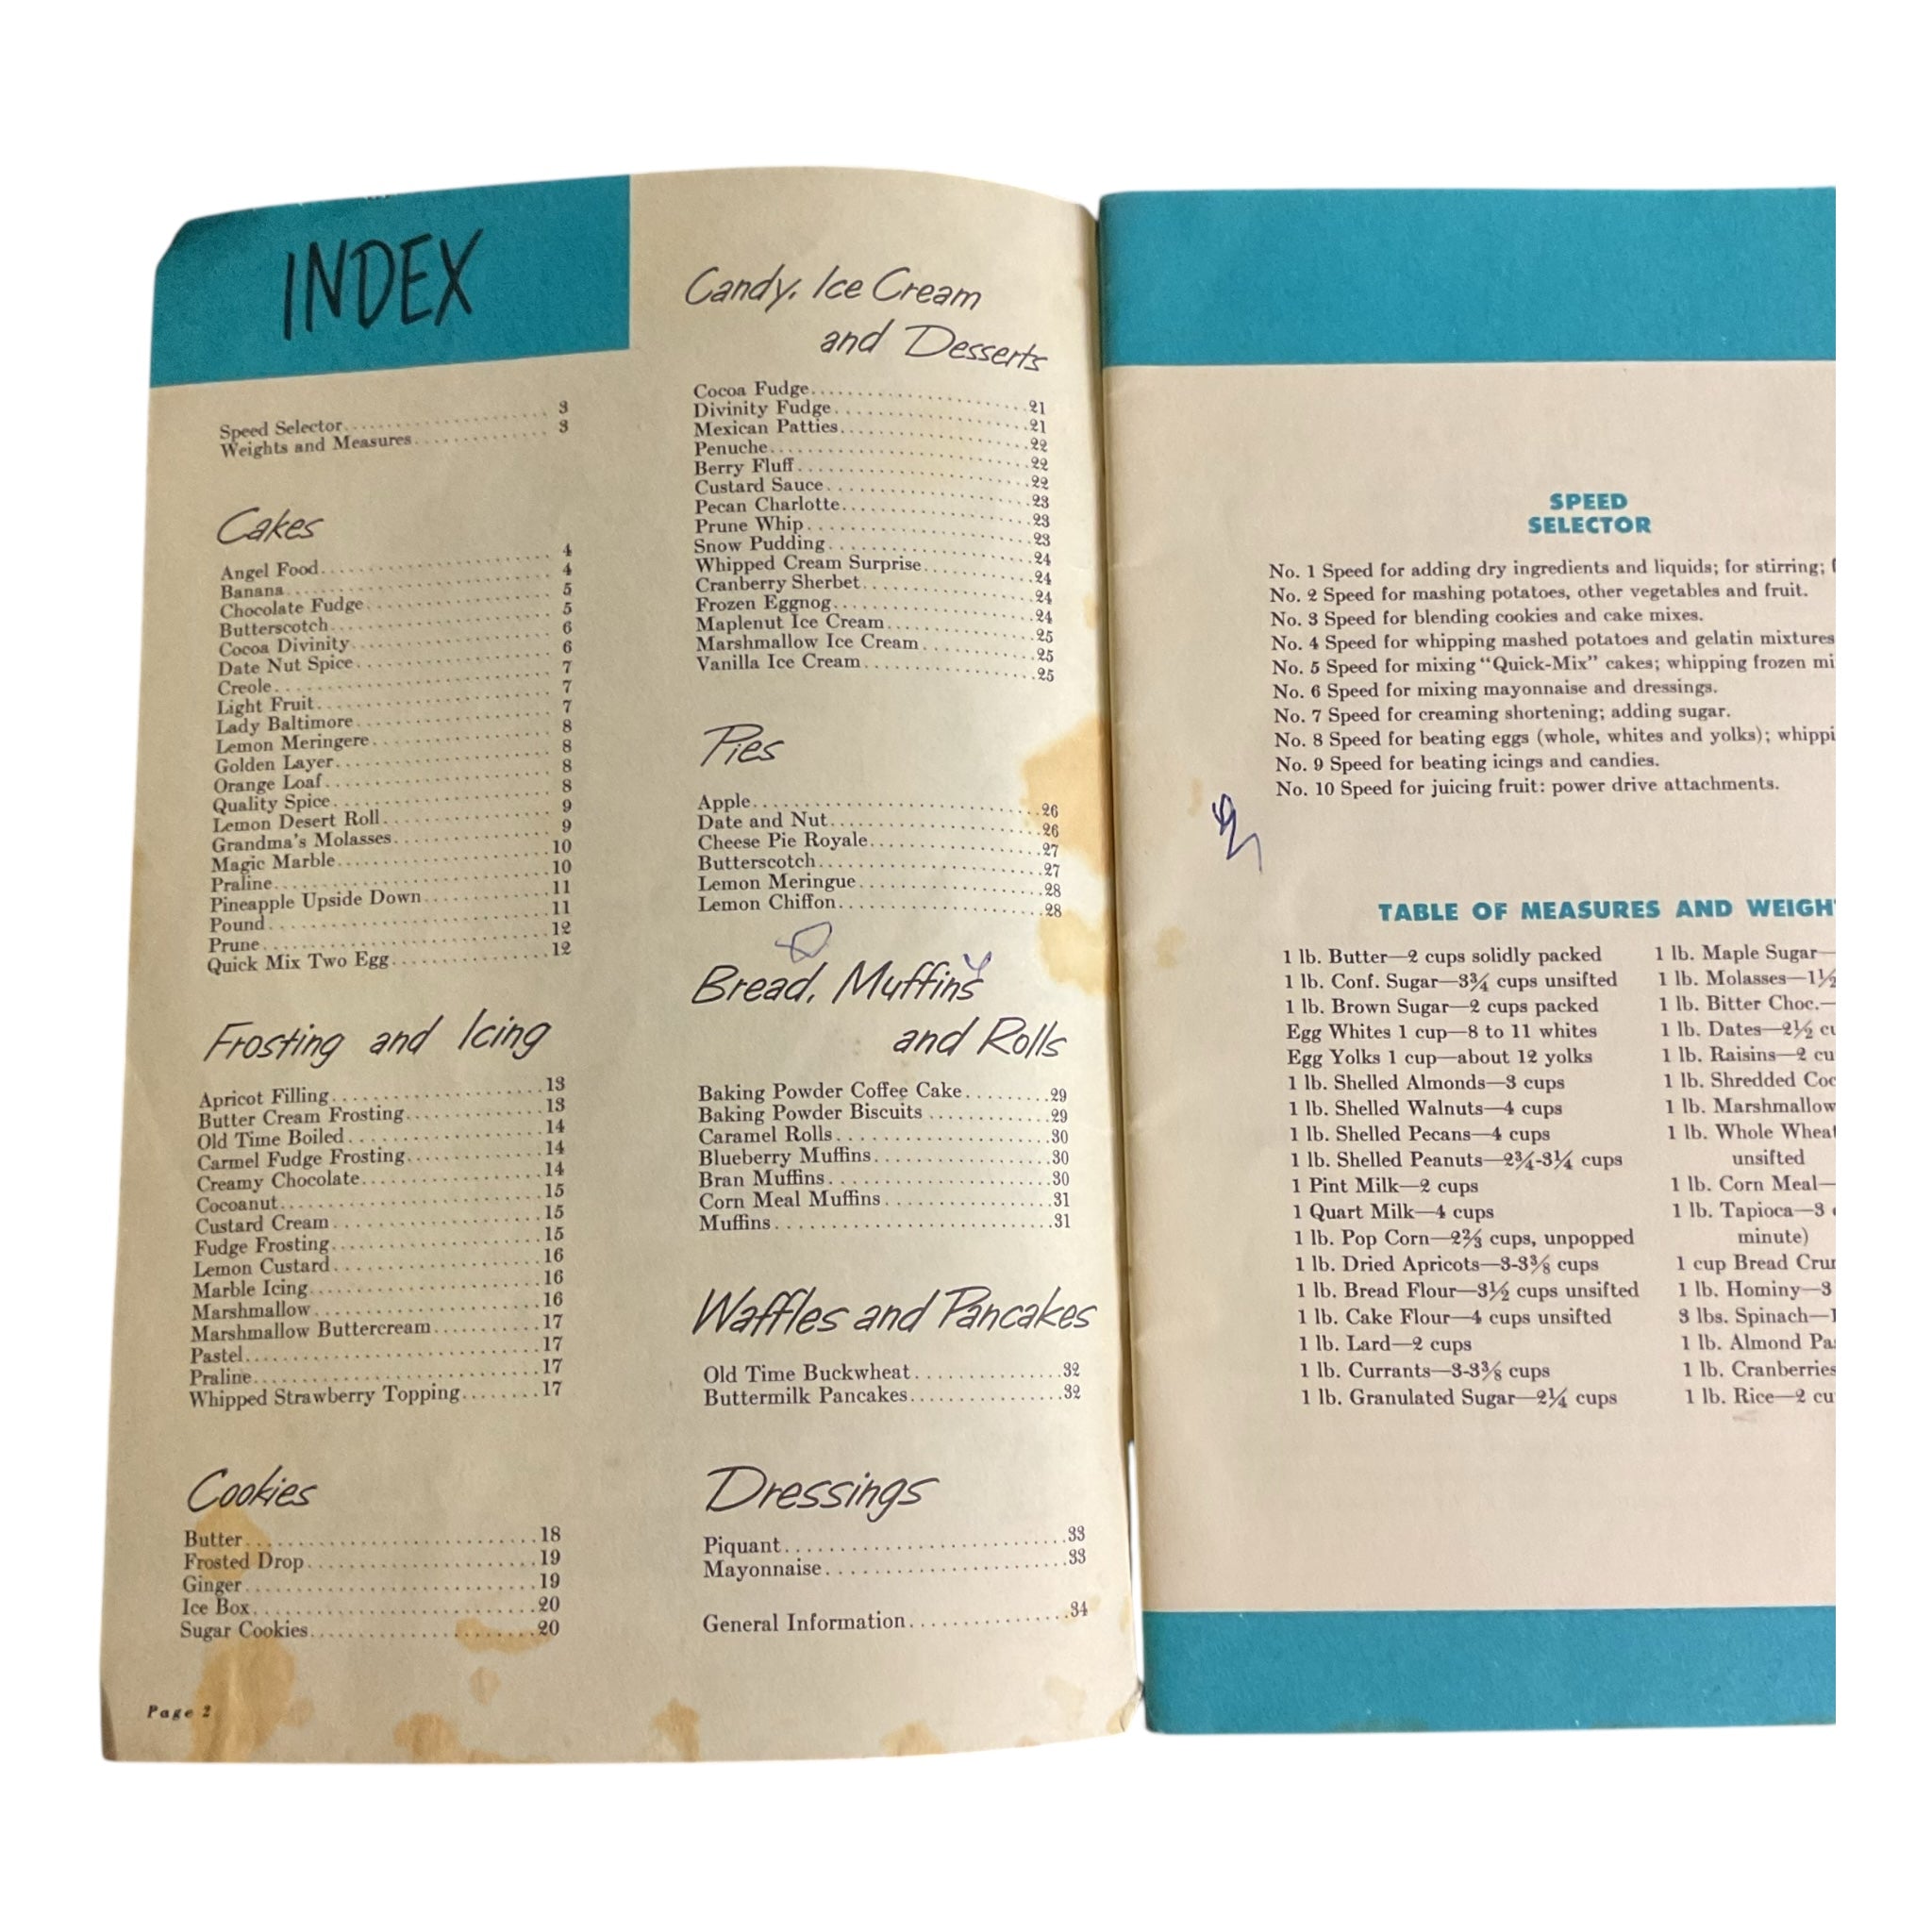 INDEX
Speed Selector 3
Weights and Measures 3
Cakes
Angel Food 4
Banana 4
Chocolate Fudge 5
Butterscotch 5
Cocoa Divinity 6
Date Nut Spice 6
Creole 7
Light Fruit 7
Lady Baltimore 7
Lemon Meringere 8
Golden Layer 8
Orange Loaf 8
Quality Spice 8
Lemon Desert Roll 9
Grandma's Molasses 9
Magic Marble 10
Praline 10
Pineapple Upside Down 11
Pound 11
Prune 12
Quick Mix Two Egg 12
Frosting and Icing
Apricot Filling 13
Butter Cream Frosting 13
Old Time Boiled 14
Carmel Fudge Frosting 14
Creamy Chocolate 14
Cocoanut 15
Custard Cream 15
Fudge Frosting 15
Lemon Custard 16
Marble Icing 16
Marshmallow 16
Marshmallow Buttercream 17
Pastel 17
Praline 17
Whipped Strawberry Topping 17
Cookies
Butter 18
Frosted Drop 19
Ginger 19
Ice Box 20
Sugar Cookies 20
Page 2
Candy, Ice Cream
and Desserts
Cocoa Fudge 21
Divinity Fudge 21
Mexican Patties 22
Penuche 22
Berry Fluff 22
Custard Sauce 23
Pecan Charlotte 23
Prune Whip 23
Snow Pudding 24
Whipped Cream Surprise 24
Cranberry Sherbet 24
Frozen Eggnog 24
Maplenut Ice Cream 25
Marshmallow Ice Cream 25
Vanilla Ice Cream 25
Pies
Apple 26
Date and Nut 26
Cheese Pie Royale 27
Butterscotch 27
Lemon Meringue 28
Lemon Chiffon 28
Bread, Muffins
and Rolls
Baking Powder Coffee Cake 29
Baking Powder Biscuits 29
Caramel Rolls 30
Blueberry Muffins 30
Bran Muffins 30
Corn Meal Muffins 31
Muffins 31
Waffles and Pancakes
Old Time Buckwheat 32
Buttermilk Pancakes 32
Dressings
Piquant 33
Mayonnaise 33
General Information 34
SPEED
SELECTOR
No. 1 Speed for adding dry ingredients and liquids; for stirring;
No. 2 Speed for mashing potatoes, other vegetables and fruit.
No. 3 Speed for blending cookies and cake mixes.
No. 4 Speed for whipping mashed potatoes and gelatin mixtures
No. 5 Speed for mixing "Quick-Mix" cakes; whipping frozen mi
No. 6 Speed for mixing mayonnaise and dressings.
No. 7 Speed for creaming shortening; adding sugar.
No. 8 Speed for beating eggs (whole, whites and yolks); whippi
No. 9 Speed for beating icings and candies.
No. 10 Speed for juicing fruit: power drive attachments.
TABLE OF MEASURES AND WEIGH
1 lb. Butter—2 cups solidly packed
1 lb. Conf. Sugar—3¾ cups unsifted
1 lb. Brown Sugar—2 cups packed
Egg Whites 1 cup—8 to 11 whites
Egg Yolks 1 cup—about 12 yolks
1 lb. Shelled Almonds—3 cups
1 lb. Shelled Walnuts—4 cups
1 lb. Shelled Pecans—4 cups
1 lb. Shelled Peanuts—2¾-3¼ cups
1 Pint Milk—2 cups
1 Quart Milk—4 cups
1 lb. Pop Corn—2⅔ cups, unpopped
1 lb. Dried Apricots—3-3⅜ cups
1 lb. Bread Flour—3½ cups unsifted
1 lb. Cake Flour—4 cups unsifted
1 lb. Lard—2 cups
1 lb. Currants—3-3⅜ cups
1 lb. Granulated Sugar—2¼ cups
1 lb. Maple Sugar—
1 lb. Molasses—1½
1 lb. Bitter Choc.—
1 lb. Dates—2½ cu
1 lb. Raisins—2 cu
1 lb. Shredded Coc
1 lb. Marshmallow
1 lb. Whole Wheat
unsifted
1 lb. Corn Meal—
1 lb. Tapioca—3
minute)
1 cup Bread Cru
1 lb. Hominy—3
3 lbs. Spinach—
1 lb. Almond Pa
1 lb. Cranberries
1 lb. Rice—2 cu